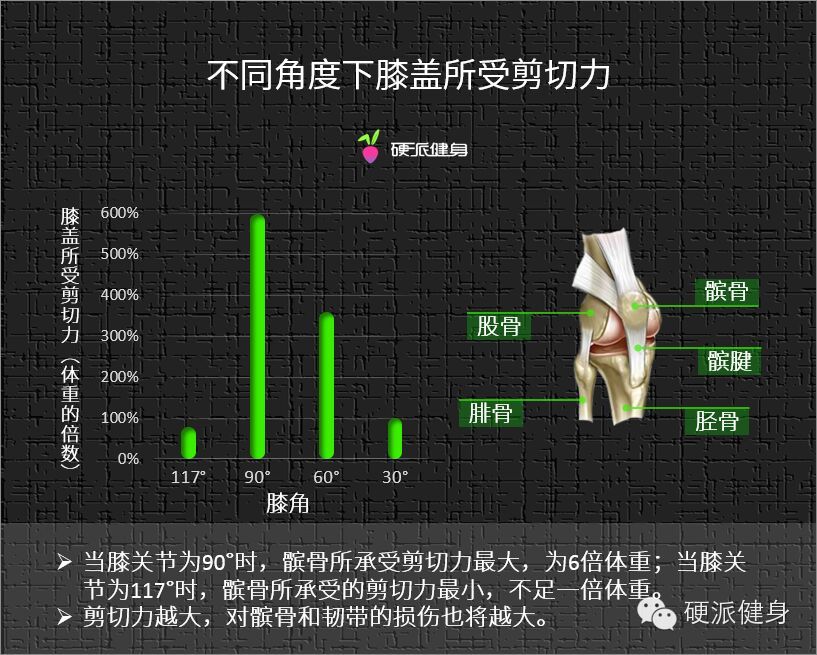 不同角度下膝盖所受剪切力
硬派健身
膝盖所受剪切力（体重的倍数）
600%
500%
400%
300%
200%
100%
0%
117°
90°
60°
30°
膝角
髌骨
股骨
髌腱
腓骨
胫骨
➢ 当膝关节为90°时，髌骨所承受剪切力最大，为6倍体重；当膝关
节为117°时，髌骨所承受的剪切力最小，不足一倍体重。
➢ 剪切力越大，对髌骨和韧带的损伤也将越大。
硬派健身